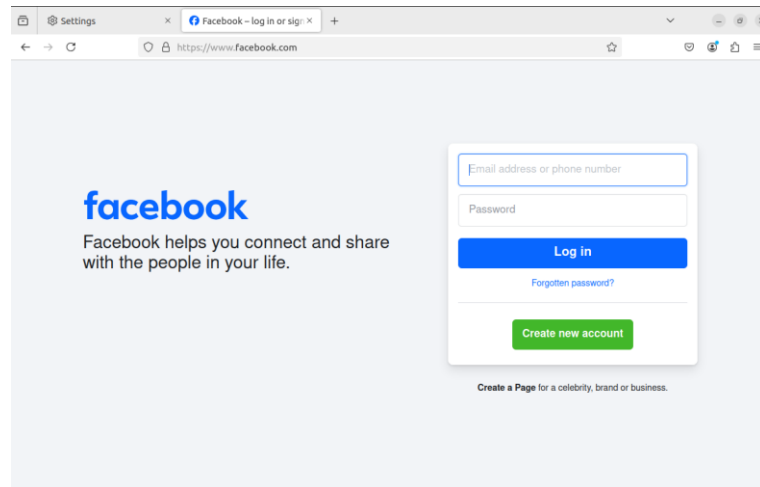 Settings
Facebook – log in or sign
https://www.facebook.com
facebook
Facebook helps you connect and share
with the people in your life.
Email address or phone number
Password
Log in
Forgotten password?
Create new account
Create a Page for a celebrity, brand or business.